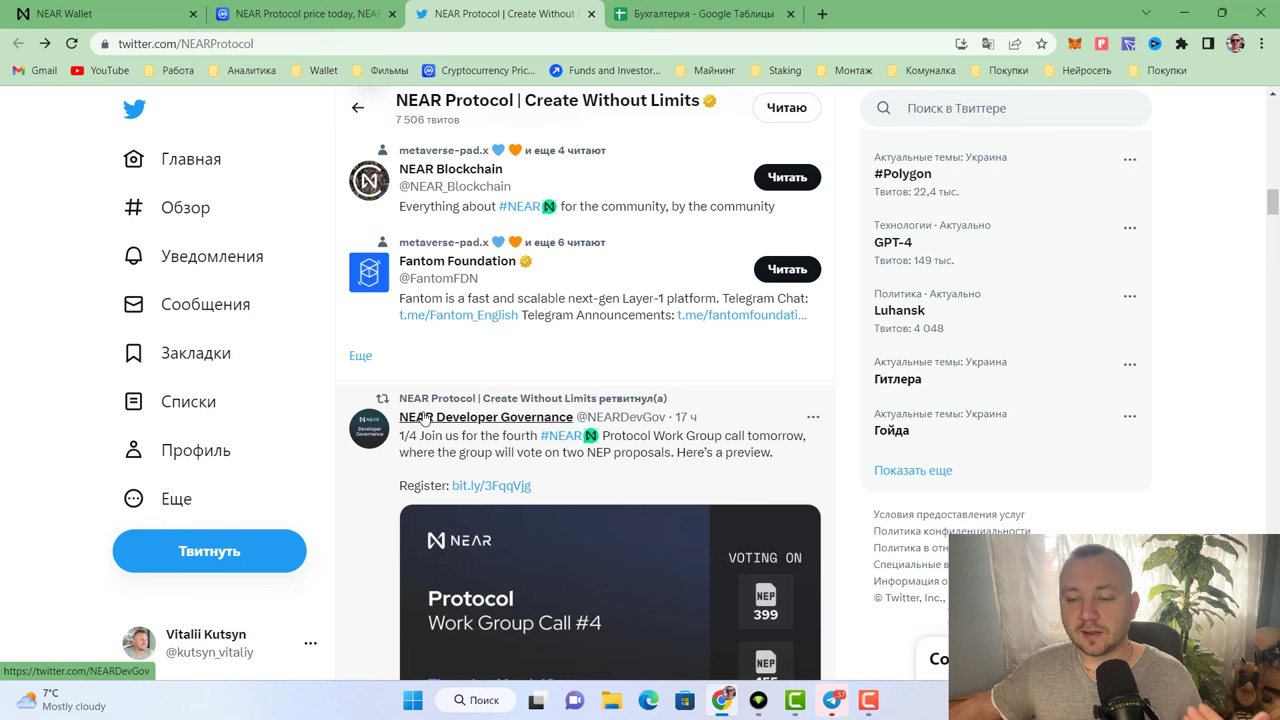 NEAR Wallet
NEAR Protocol price today, NEAR
NEAR Protocol | Create Without
Бухгалтерия - Google Таблицы
twitter.com/NEARProtocol
Gmail
YouTube
Работа
Аналитика
Wallet
Фильмы
Cryptocurrency Pric...
Funds and Investor...
Майнинг
Staking
Монтаж
Комуналка
Покупки
Нейросеть
Покупки
Главная
Обзор
Уведомления
Сообщения
Закладки
Списки
Профиль
Еще
Твитнуть
Vitalii Kutsyn
@kutsyn_vitaliy
https://twitter.com/NEARDevGov
NEAR Protocol | Create Without Limits
7 506 твитов
Читаю
metaverse-pad.x 💙 🧡 и еще 4 читают
NEAR Blockchain
@NEAR_Blockchain
Читать
Everything about #NEAR for the community, by the community
metaverse-pad.x 💙 🧡 и еще 6 читают
Fantom Foundation
@FantomFDN
Читать
Fantom is a fast and scalable next-gen Layer-1 platform. Telegram Chat:
t.me/Fantom_English Telegram Announcements: t.me/fantomfoundati...
Еще
NEAR Protocol | Create Without Limits ретвитнул(а)
NEAR Developer Governance @NEARDevGov · 17 ч
1/4 Join us for the fourth #NEAR Protocol Work Group call tomorrow,
where the group will vote on two NEP proposals. Here's a preview.
Register: bit.ly/3FqqVjg
NEAR
Protocol
Work Group Call #4
VOTING ON
NEP
399
NEP
Поиск в Твиттере
Актуальные темы: Украина
#Polygon
Твитов: 22,4 тыс.
Технологии · Актуально
GPT-4
Твитов: 149 тыс.
Политика · Актуально
Luhansk
Твитов: 4 048
Актуальные темы: Украина
Гитлера
Актуальные темы: Украина
Гойда
Показать еще
Условия предоставления услуг
Политика конфиденциальности
Политика в отн
Специальные в
Информация о
© Twitter, Inc.,
Со
NEAR
Developer
Governance
7°C
Mostly cloudy
Поиск